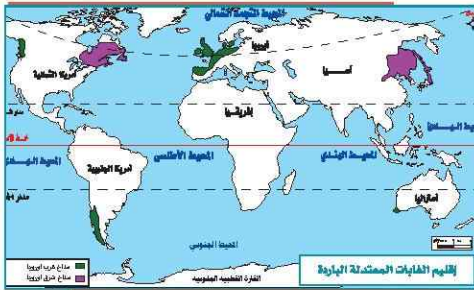 المحيط المتجمد الشمالي
أوروبا
أمريكا الشمالية
آسيا
إفريقيا
المحيط الأطلسي
المحيط الهندي
أمريكا الجنوبية
أستراليا
المحيط الجنوبي
القارة القطبية الجنوبية
مناخ غرب أوروبا
مناخ شرق أوروبا
إقليم الغابات المعتدلة الباردة